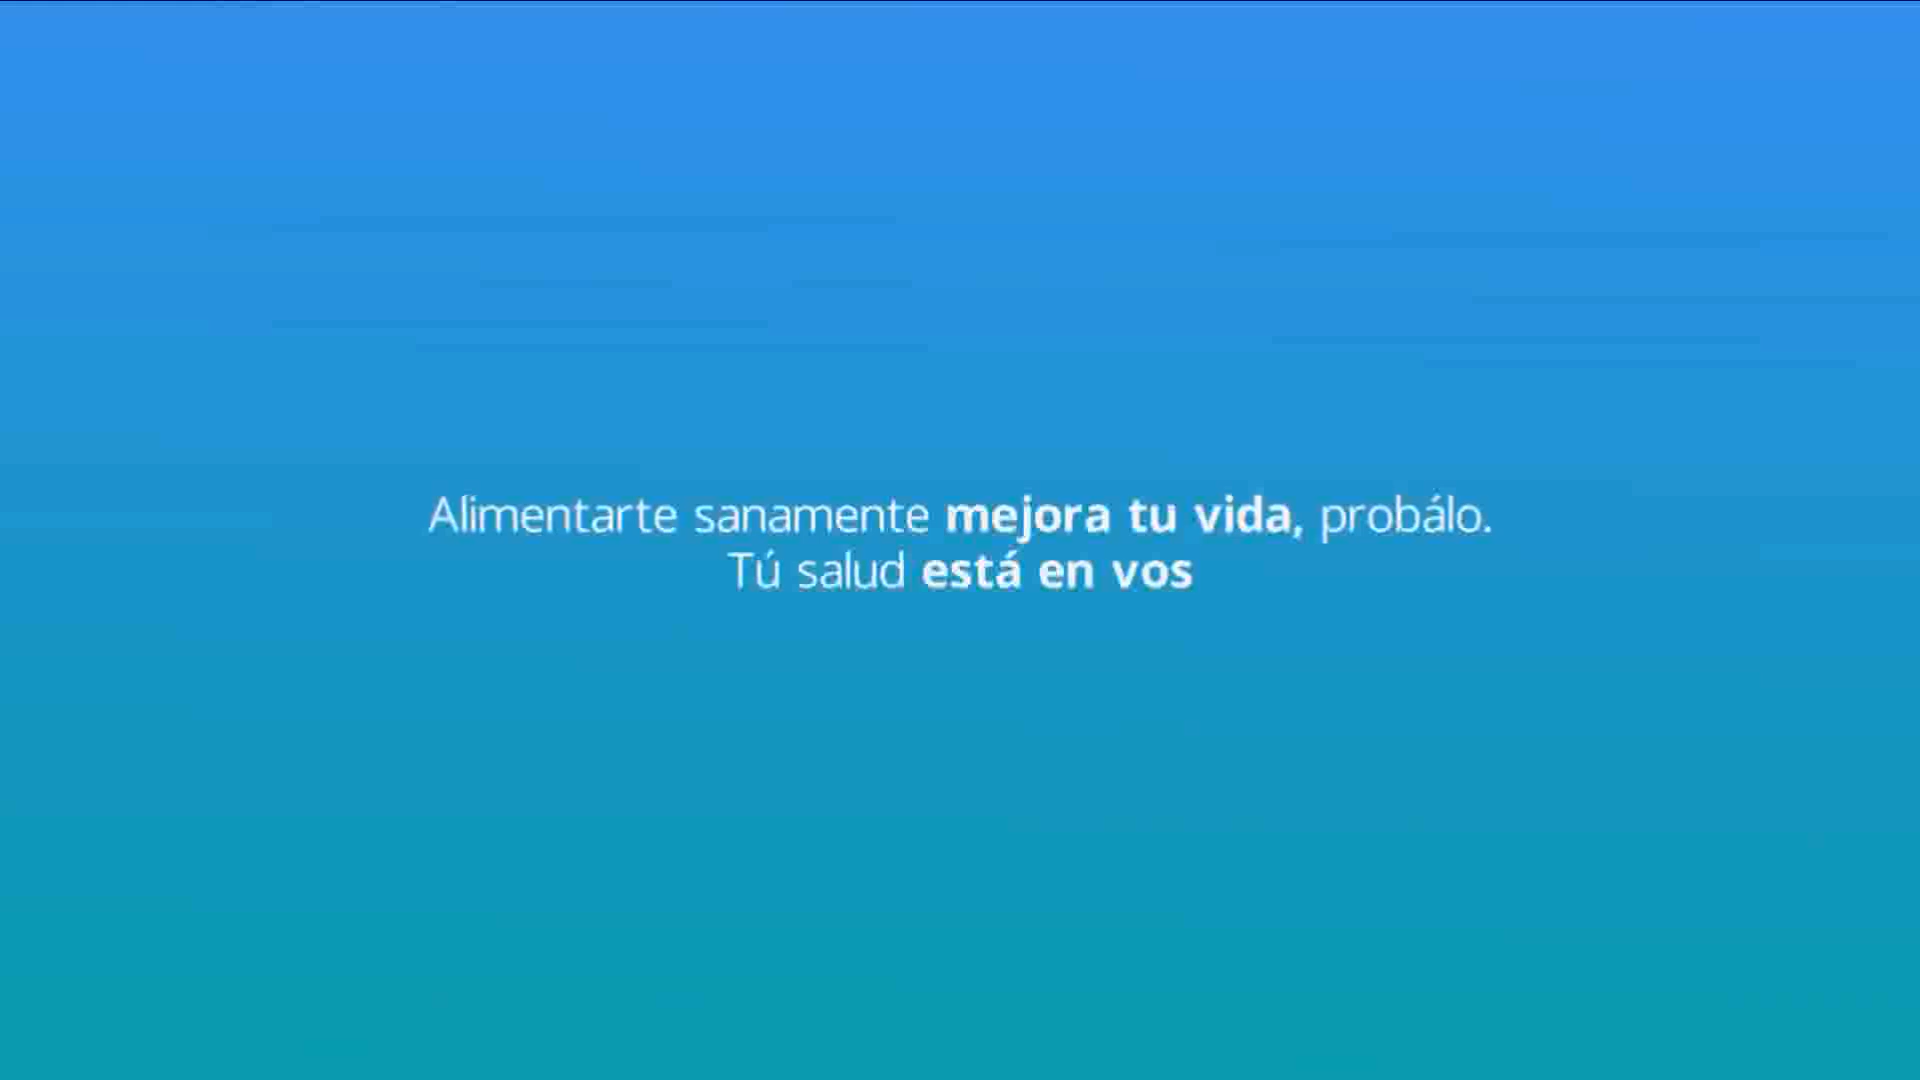 Alimentarte sanamente mejora tu vida, probálo.
Tú salud está en vos